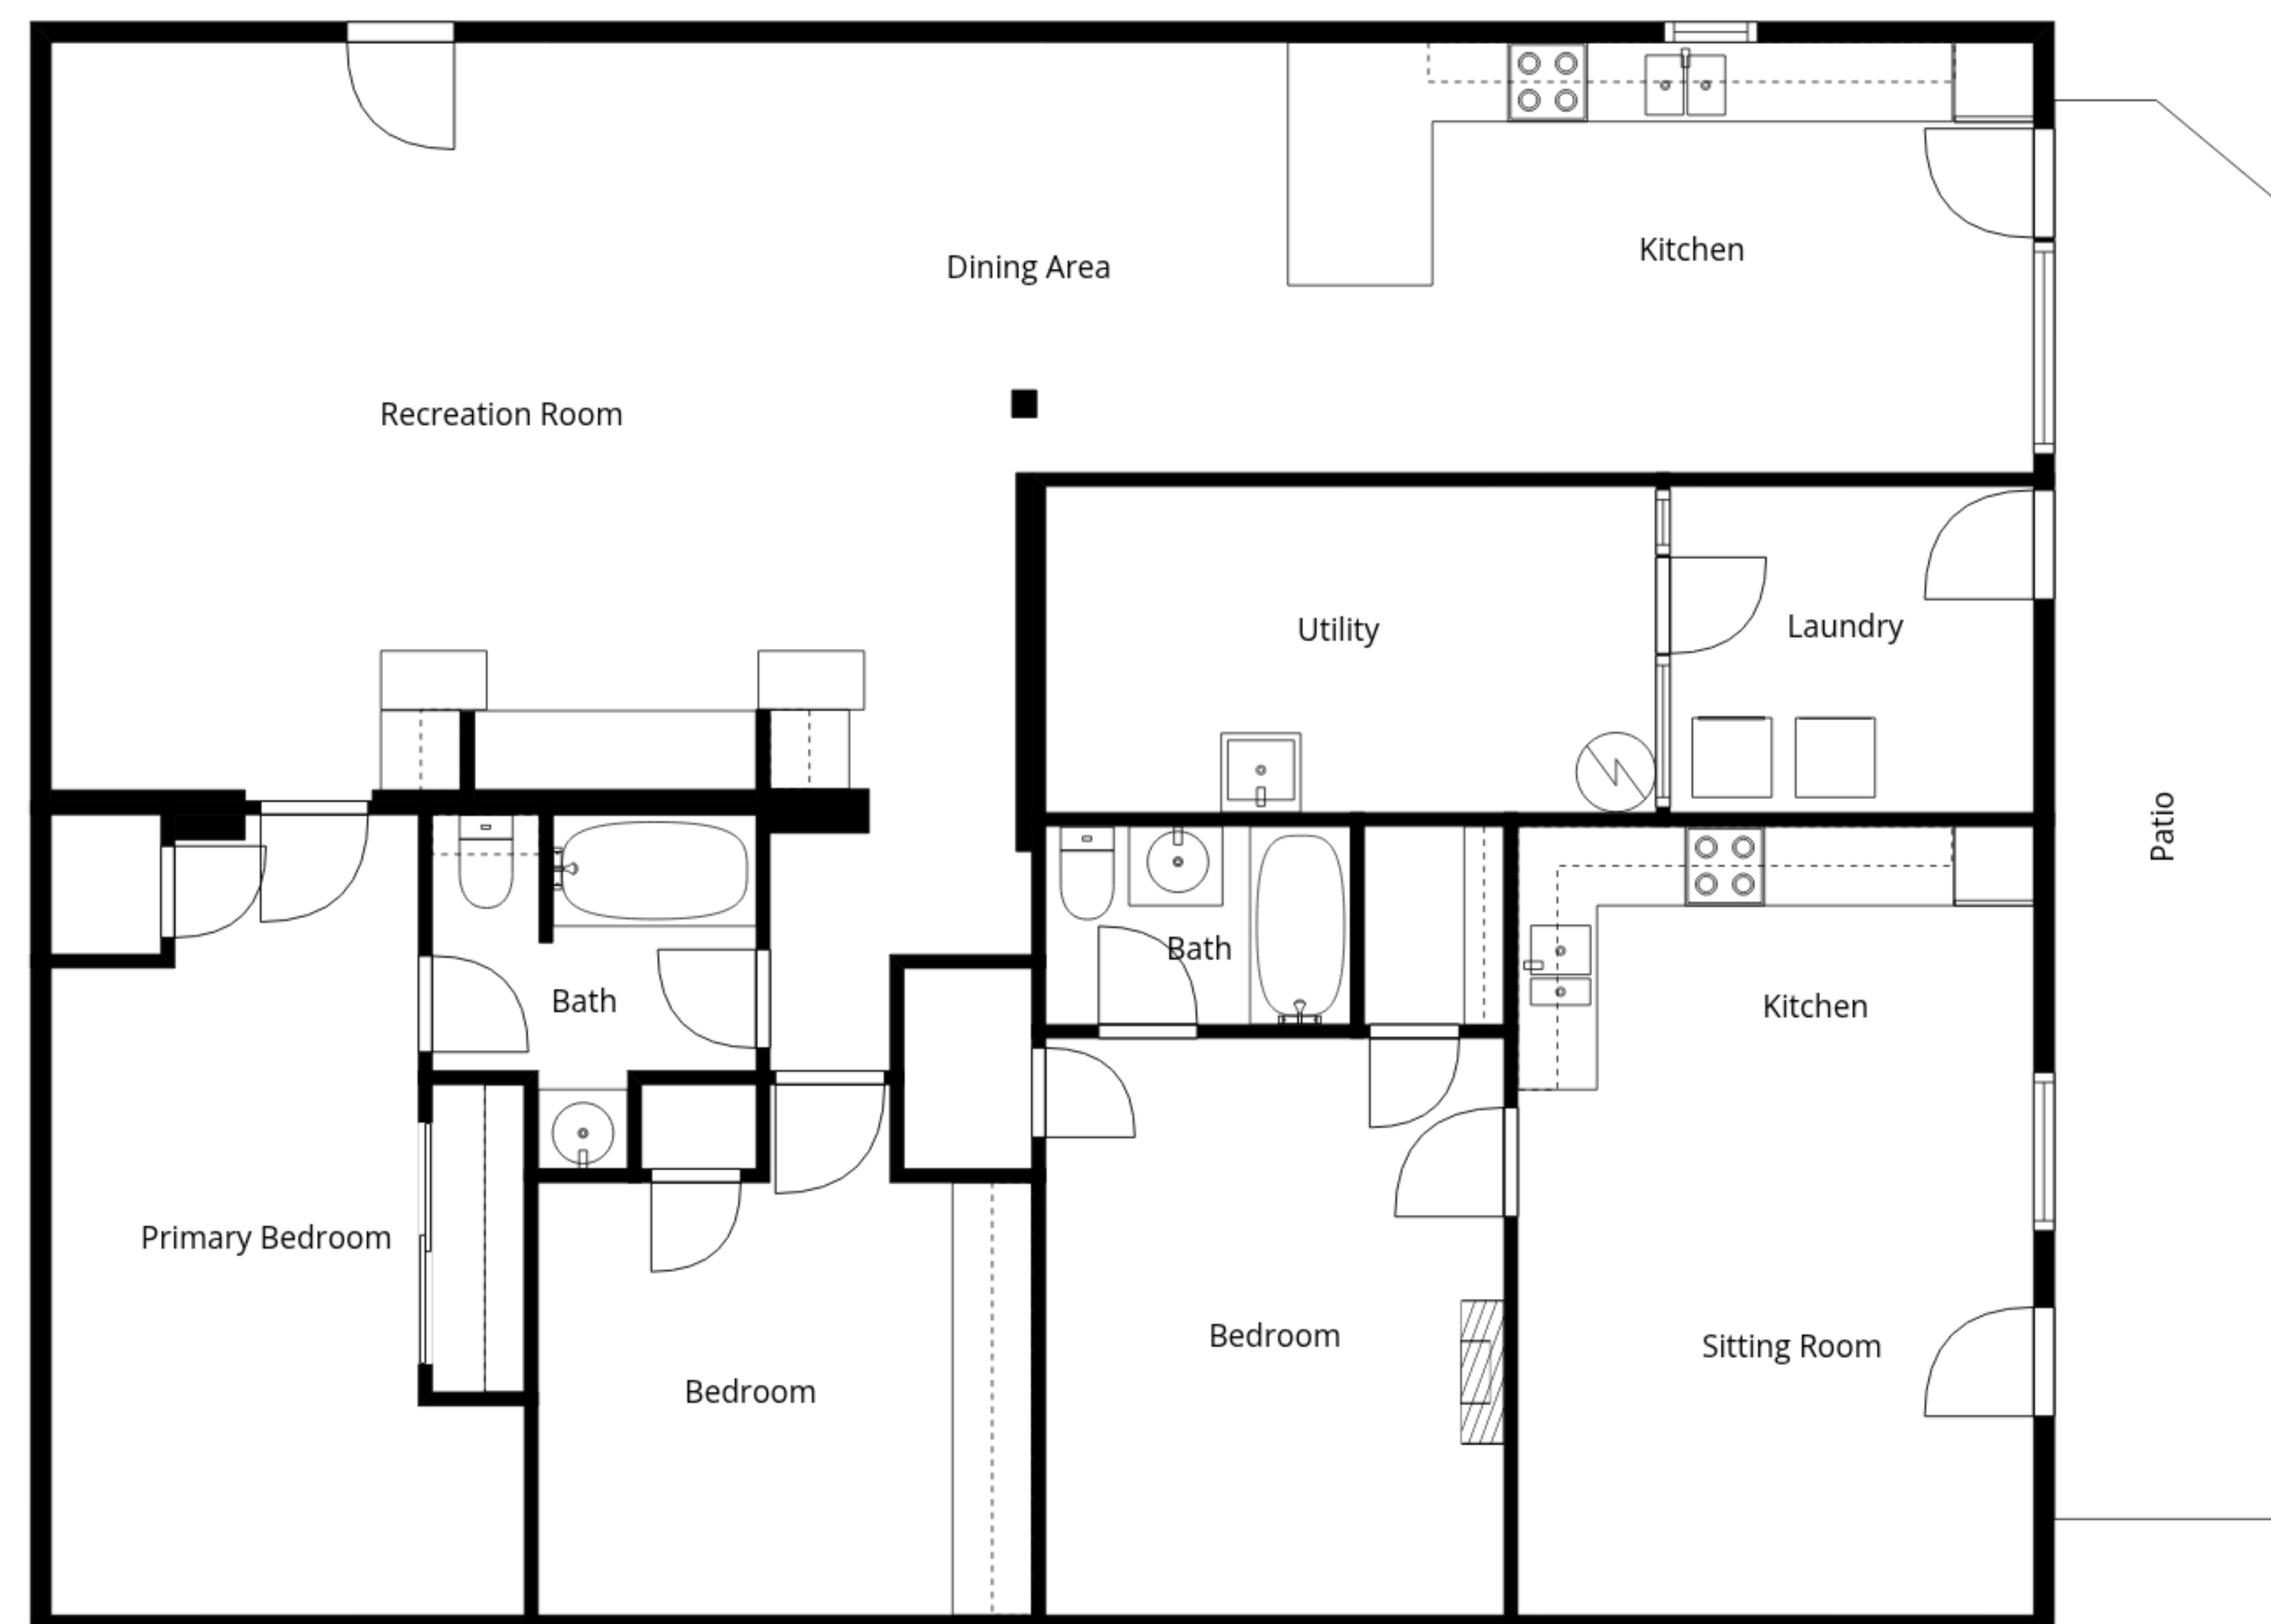 Kitchen
Dining Area
Recreation Room
Utility
Laundry
Patio
Bath
Bath
Kitchen
Primary Bedroom
Bedroom
Sitting Room
Bedroom